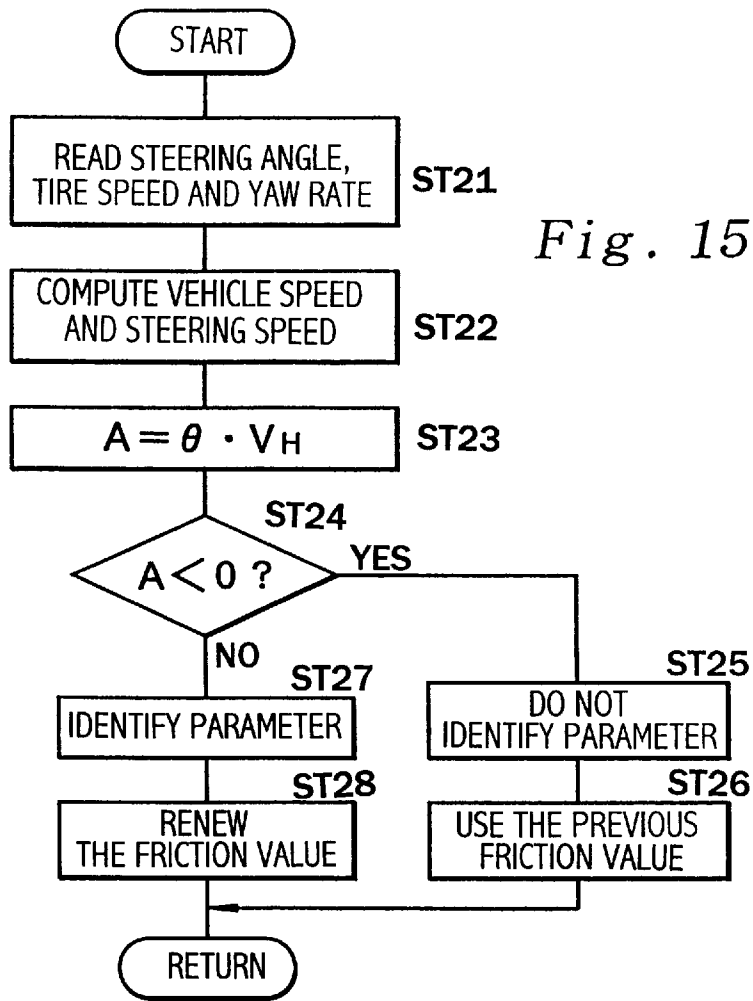 START
READ STEERING ANGLE,
TIRE SPEED AND YAW RATE
ST21
Fig. 15
COMPUTE VEHICLE SPEED
AND STEERING SPEED
ST22
A = θ · VH
ST23
ST24
A < 0 ?
YES
NO
ST27
IDENTIFY PARAMETER
ST28
RENEW
THE FRICTION VALUE
ST25
DO NOT
IDENTIFY PARAMETER
ST26
USE THE PREVIOUS
FRICTION VALUE
RETURN